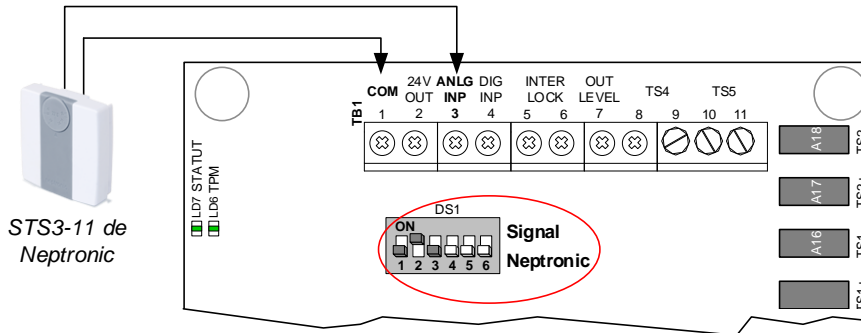 24V ANLG DIG INTER OUT
COM OUT INP INP LOCK LEVEL TS4 TS5
TB1
1 2 3 4 5 6 7 8 9 10 11
A18
A17
TS1
A16
LD7 STATUT
LD6 TPM
STS3-11 de
Neptronic
DS1
ON
Signal
Neptronic
1 2 3 4 5 6